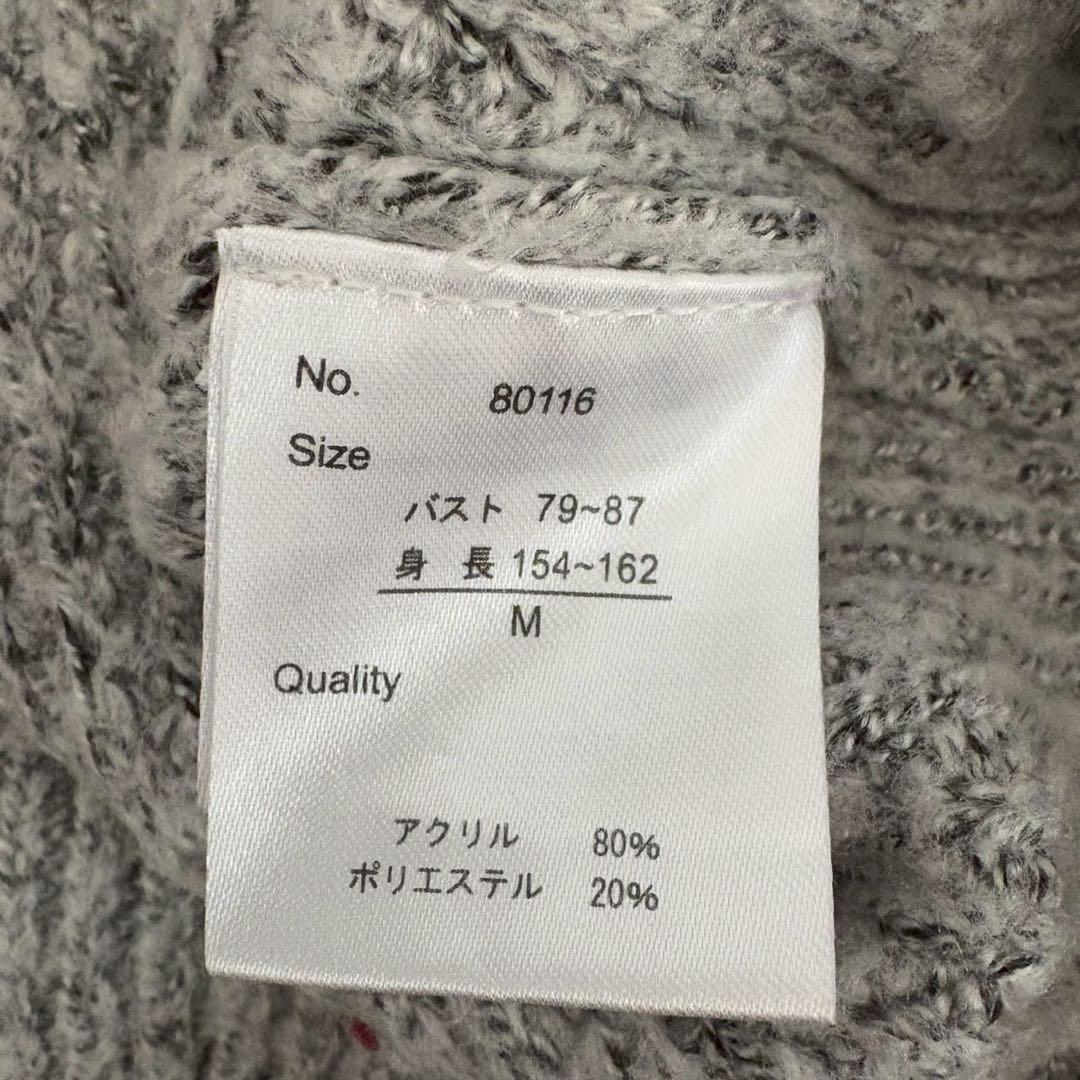 No. 80116
Size
バスト 79~87
身 長 154~162
M
Quality
アクリル 80%
ポリエステル 20%